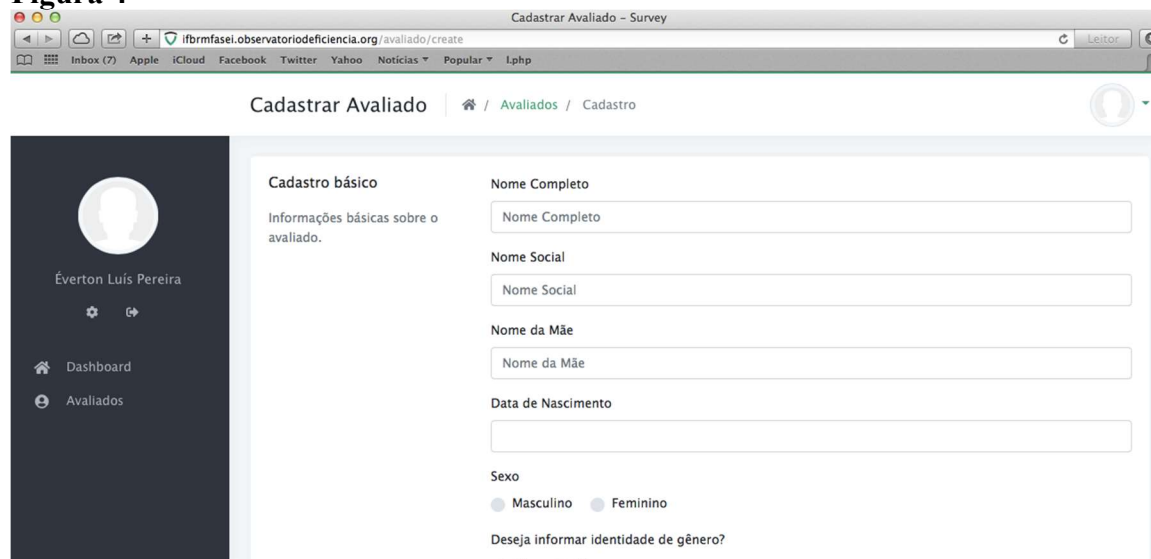 Figura 4
Cadastrar Avaliado – Survey
ifbrmfasei.observatoriodeficiencia.org/avaliado/create
Leitor
Inbox (7) Apple iCloud Facebook Twitter Yahoo Notícias Popular l.php
Cadastrar Avaliado / Avaliados / Cadastro
Éverton Luís Pereira
Dashboard
Avaliados
Cadastro básico
Informações básicas sobre o
avaliado.
Nome Completo
Nome Completo
Nome Social
Nome Social
Nome da Mãe
Nome da Mãe
Data de Nascimento
Sexo
Masculino Feminino
Deseja informar identidade de gênero?